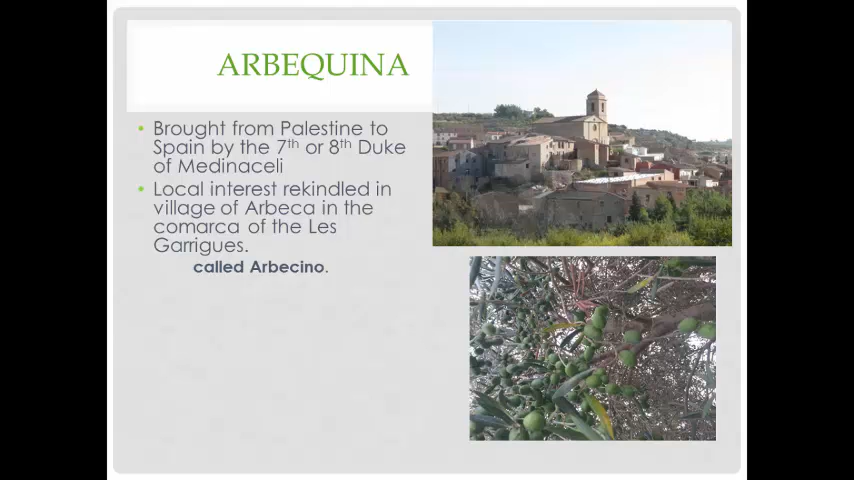 ARBEQUINA
• Brought from Palestine to
Spain by the 7th or 8th Duke
of Medinaceli
• Local interest rekindled in
village of Arbeca in the
comarca of the Les
Garrigues.
called Arbecino.